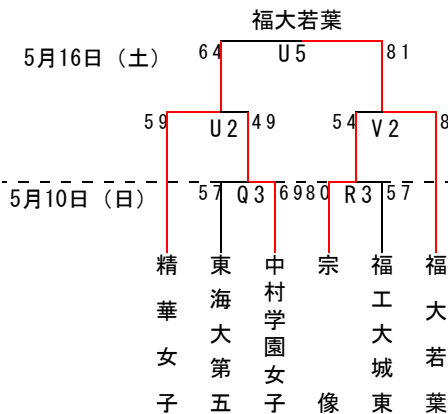 福大若葉
5月16日（土） 64 U5 81
59 U2 49 54 V2 8
5月10日（日） 57 Q3 69 80 R3 57
精華女子
東海大第五
中村学園女子
宗像
福工大城東
福大若葉